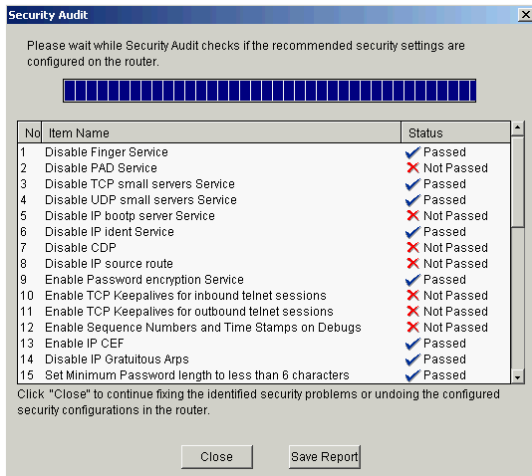 Security Audit
Please wait while Security Audit checks if the recommended security settings are
configured on the router.
No Item Name Status
1 Disable Finger Service Passed
2 Disable PAD Service Not Passed
3 Disable TCP small servers Service Passed
4 Disable UDP small servers Service Passed
5 Disable IP bootp server Service Not Passed
6 Disable IP ident Service Passed
7 Disable CDP Not Passed
8 Disable IP source route Not Passed
9 Enable Password encryption Service Passed
10 Enable TCP Keepalives for inbound telnet sessions Not Passed
11 Enable TCP Keepalives for outbound telnet sessions Not Passed
12 Enable Sequence Numbers and Time Stamps on Debugs Not Passed
13 Enable IP CEF Passed
14 Disable IP Gratuitous Arps Passed
15 Set Minimum Password length to less than 6 characters Passed
Click "Close" to continue fixing the identified security problems or undoing the configured
security configurations in the router.
Close Save Report